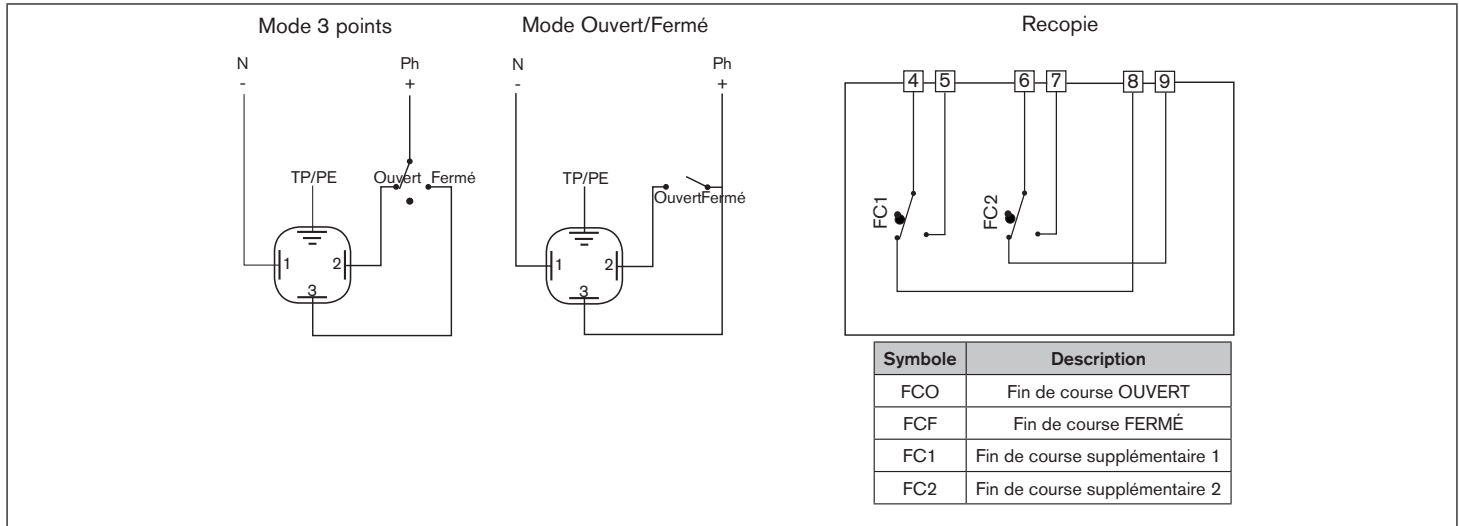 Mode 3 points
N
-
Ph
+
TP/PE
Ouvert Fermé
1
2
3
Mode Ouvert/Fermé
N
-
Ph
+
TP/PE
OuvertFermé
1
2
3
Recopie
4 5 6 7 8 9
FC1
FC2
Symbole Description
FCO Fin de course OUVERT
FCF Fin de course FERMÉ
FC1 Fin de course supplémentaire 1
FC2 Fin de course supplémentaire 2